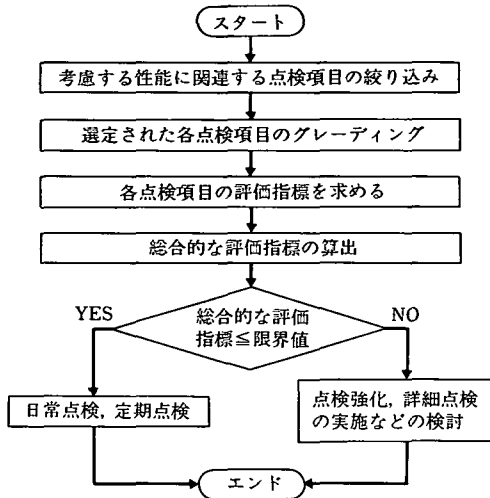 スタート
考慮する性能に関連する点検項目の絞り込み
選定された各点検項目のグレーディング
各点検項目の評価指標を求める
総合的な評価指標の算出
総合的な評価
指標≦限界値
YES
NO
日常点検, 定期点検
点検強化, 詳細点検
の実施などの検討
エンド